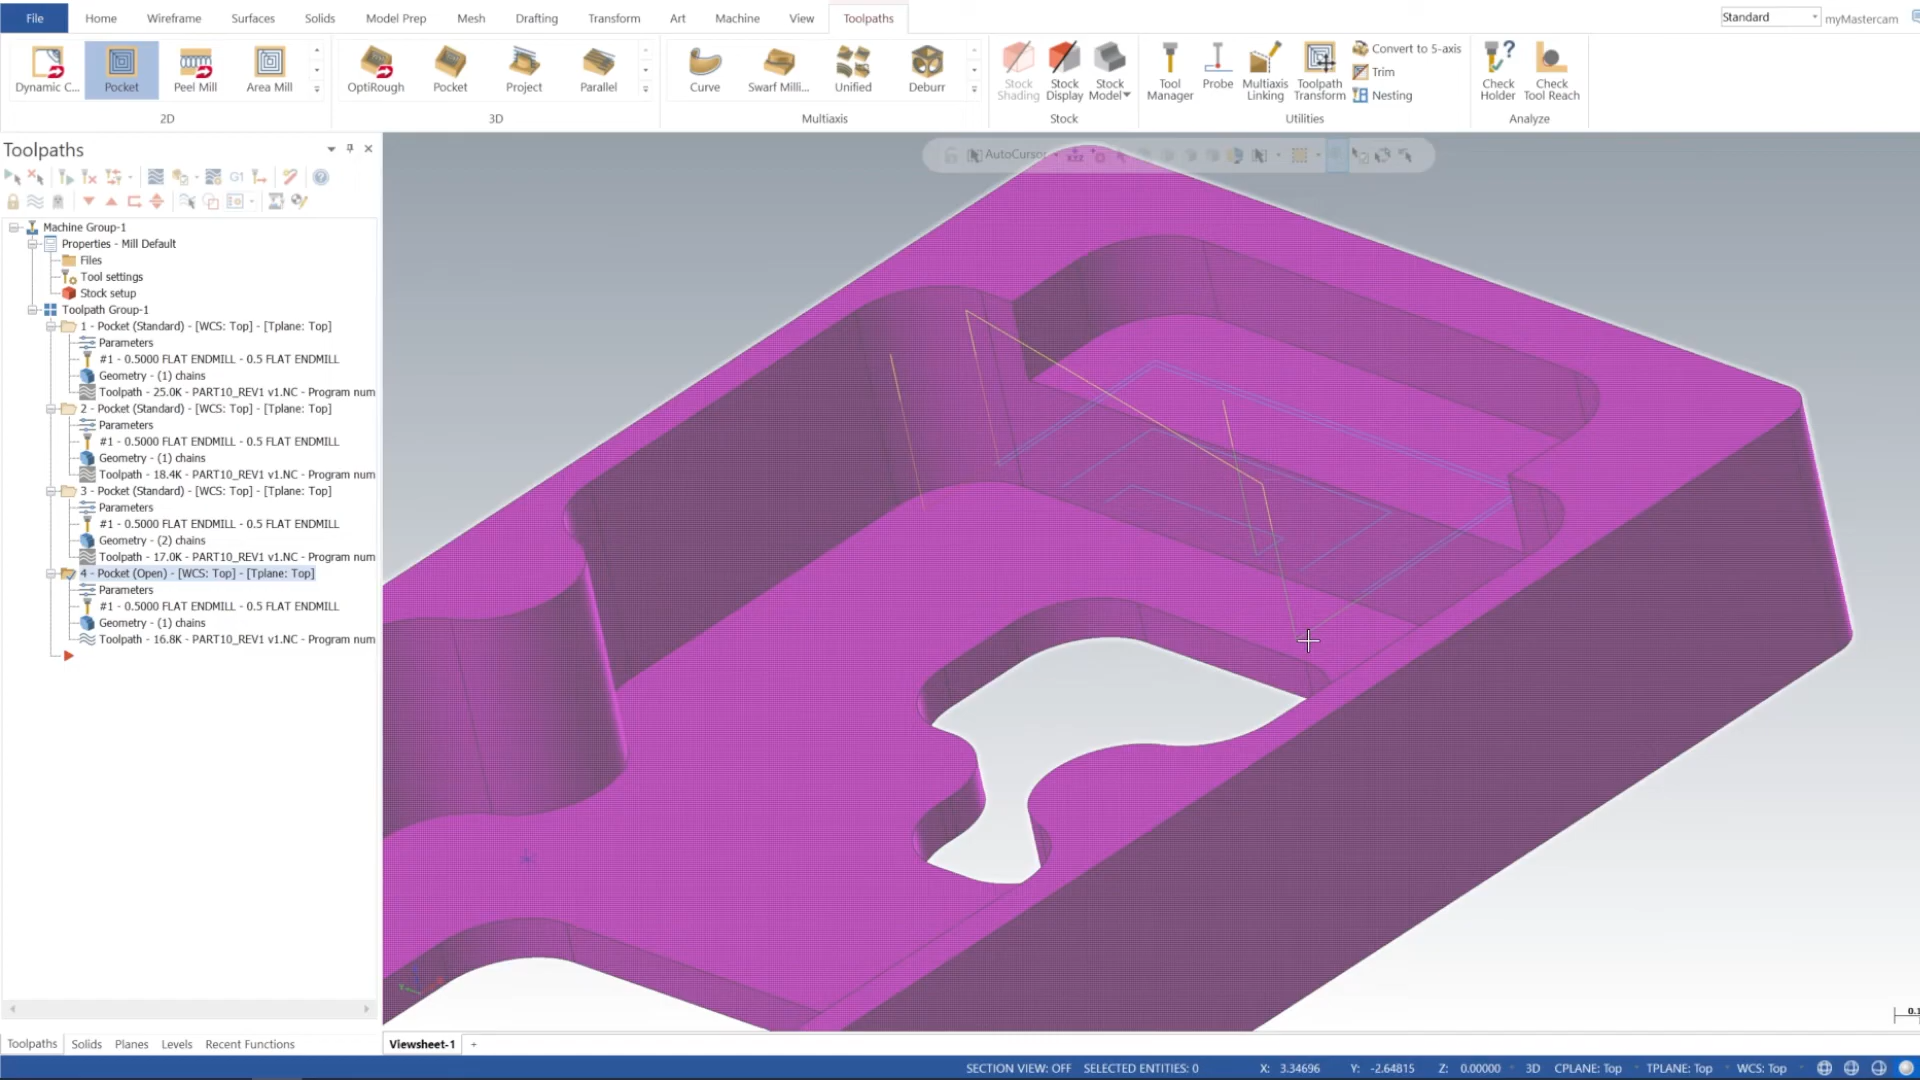 File Home Wireframe Surfaces Solids Model Prep Mesh Drafting Transform Art Machine View Toolpaths Standard myMastercam
Dynamic C... Pocket Peel Mill Area Mill OptiRough Pocket Project Parallel Curve Swarf Milli... Unified Deburr Stock Shading Stock Display Stock Model Tool Manager Probe Multiaxis Linking Toolpath Transform Convert to 5-axis Trim Nesting Check Holder Check Tool Reach
2D 3D Multiaxis Stock Utilities Analyze
Toolpaths
AutoCursor
G1
Machine Group-1
Properties - Mill Default
Files
Tool settings
Stock setup
Toolpath Group-1
1 - Pocket (Standard) - [WCS: Top] - [Tplane: Top]
Parameters
#1 - 0.5000 FLAT ENDMILL - 0.5 FLAT ENDMILL
Geometry - (1) chains
Toolpath - 25.0K - PART10_REV1 v1.NC - Program num
2 - Pocket (Standard) - [WCS: Top] - [Tplane: Top]
Parameters
#1 - 0.5000 FLAT ENDMILL - 0.5 FLAT ENDMILL
Geometry - (1) chains
Toolpath - 18.4K - PART10_REV1 v1.NC - Program num
3 - Pocket (Standard) - [WCS: Top] - [Tplane: Top]
Parameters
#1 - 0.5000 FLAT ENDMILL - 0.5 FLAT ENDMILL
Geometry - (2) chains
Toolpath - 17.0K - PART10_REV1 v1.NC - Program num
4 - Pocket (Open) - [WCS: Top] - [Tplane: Top]
Parameters
#1 - 0.5000 FLAT ENDMILL - 0.5 FLAT ENDMILL
Geometry - (1) chains
Toolpath - 16.8K - PART10_REV1 v1.NC - Program num
Toolpaths Solids Planes Levels Recent Functions Viewsheet-1 +
SECTION VIEW: OFF SELECTED ENTITIES: 0 X: 3.34696 Y: -2.64815 Z: 0.00000 3D CPLANE: Top TPLANE: Top WCS: Top